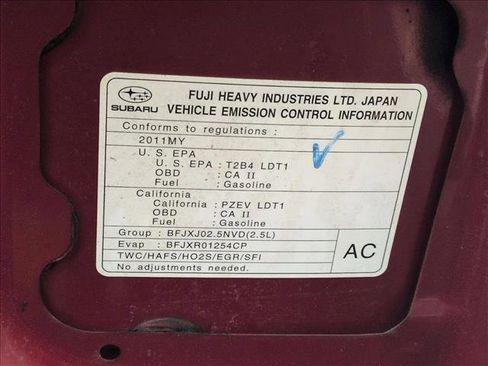 SUBARU
FUJI HEAVY INDUSTRIES LTD. JAPAN
VEHICLE EMISSION CONTROL INFORMATION
Conforms to regulations :
2011MY
U. S. EPA
U. S. EPA : T2B4 LDT1
OBD : CA II
Fuel : Gasoline
California
California : PZEV LDT1
OBD : CA II
Fuel : Gasoline
Group : BFJXJ02.5NVD(2.5L)
Evap : BFJXR01254CP
TWC/HAFS/HO2S/EGR/SFI
No adjustments needed.
AC